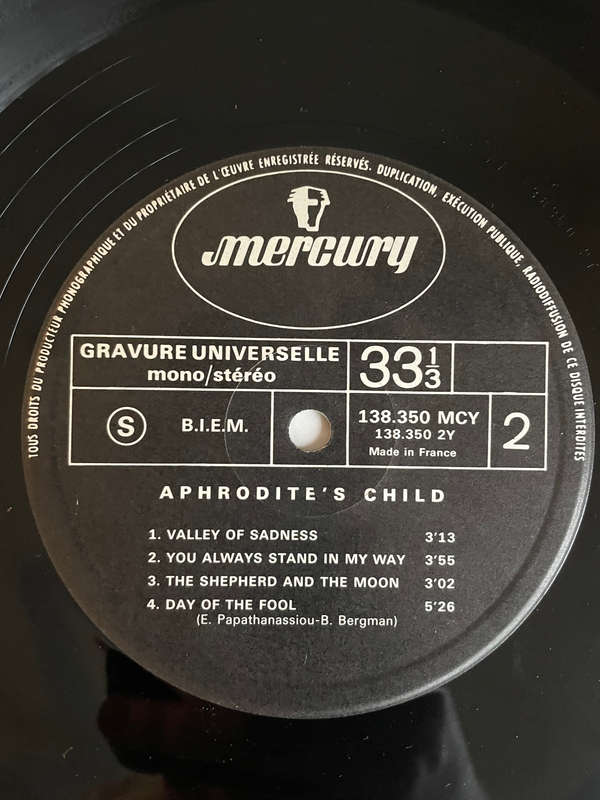 TOUS DROITS DU PRODUCTEUR PHONOGRAPHIQUE ET DU PROPRIÉTAIRE DE L'ŒUVRE ENREGISTRÉE RÉSERVÉS. DUPLICATION, EXÉCUTION PUBLIQUE, RADIODIFFUSION DE CE DISQUE INTERDITES
mercury
GRAVURE UNIVERSELLE
mono/stéréo
33 1/3
S
B.I.E.M.
138.350 MCY
138.350 2Y
Made in France
2
APHRODITE'S CHILD
1. VALLEY OF SADNESS 3'13
2. YOU ALWAYS STAND IN MY WAY 3'55
3. THE SHEPHERD AND THE MOON 3'02
4. DAY OF THE FOOL 5'26
(E. Papathanassiou-B. Bergman)